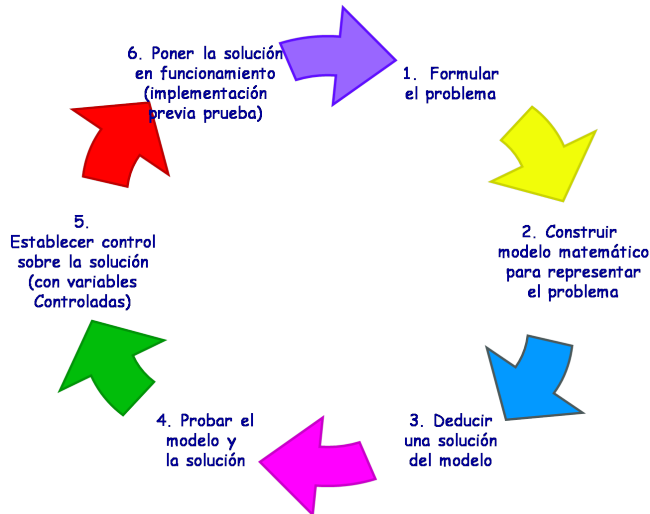 1. Formular
el problema
2. Construir
modelo matemático
para representar
el problema
3. Deducir
una solución
del modelo
4. Probar el
modelo y
la solución
5.
Establecer control
sobre la solución
(con variables
Controladas)
6. Poner la solución
en funcionamiento
(implementación
previa prueba)